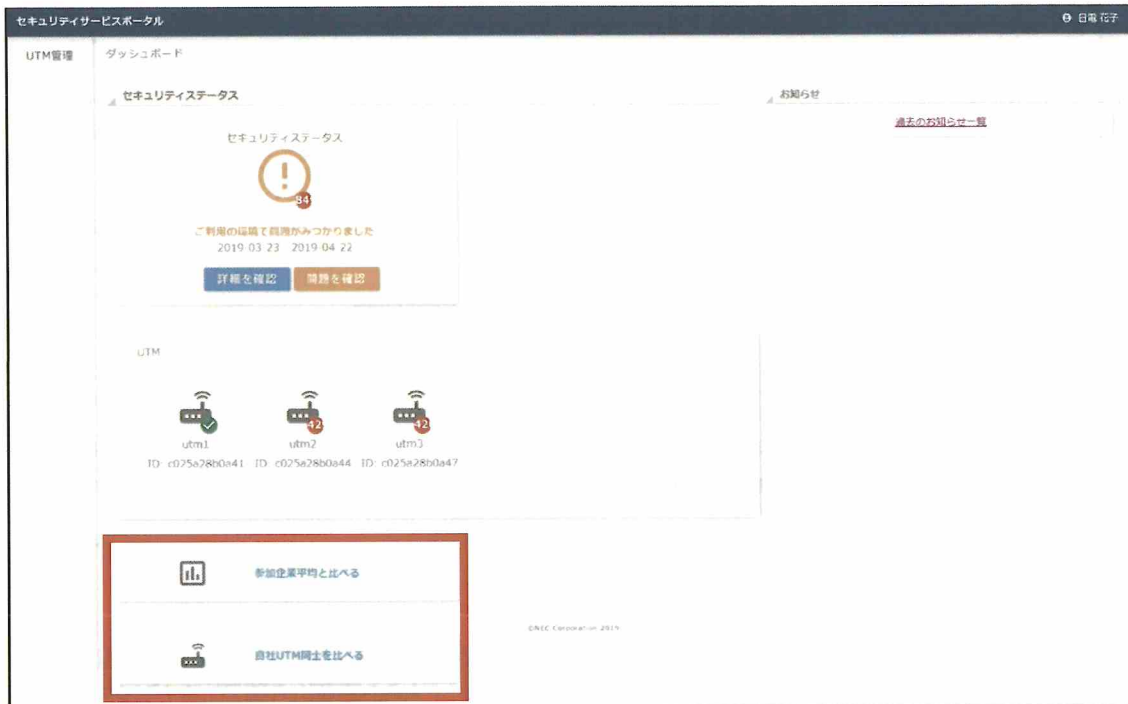 セキュリティサービスポータル
日電 花子
UTM管理
ダッシュボード
セキュリティステータス
お知らせ
過去のお知らせ一覧
セキュリティステータス
84
ご利用の環境で問題がみつかりました
2019-03-23 2019-04-22
詳細を確認 問題を確認
UTM
42 42
utm1 utm2 utm3
ID: c025a28b0a41 ID: c025a28b0a44 ID: c025a28b0a47
参加企業平均と比べる
©NEC Corporation 2019
自社UTM同士を比べる